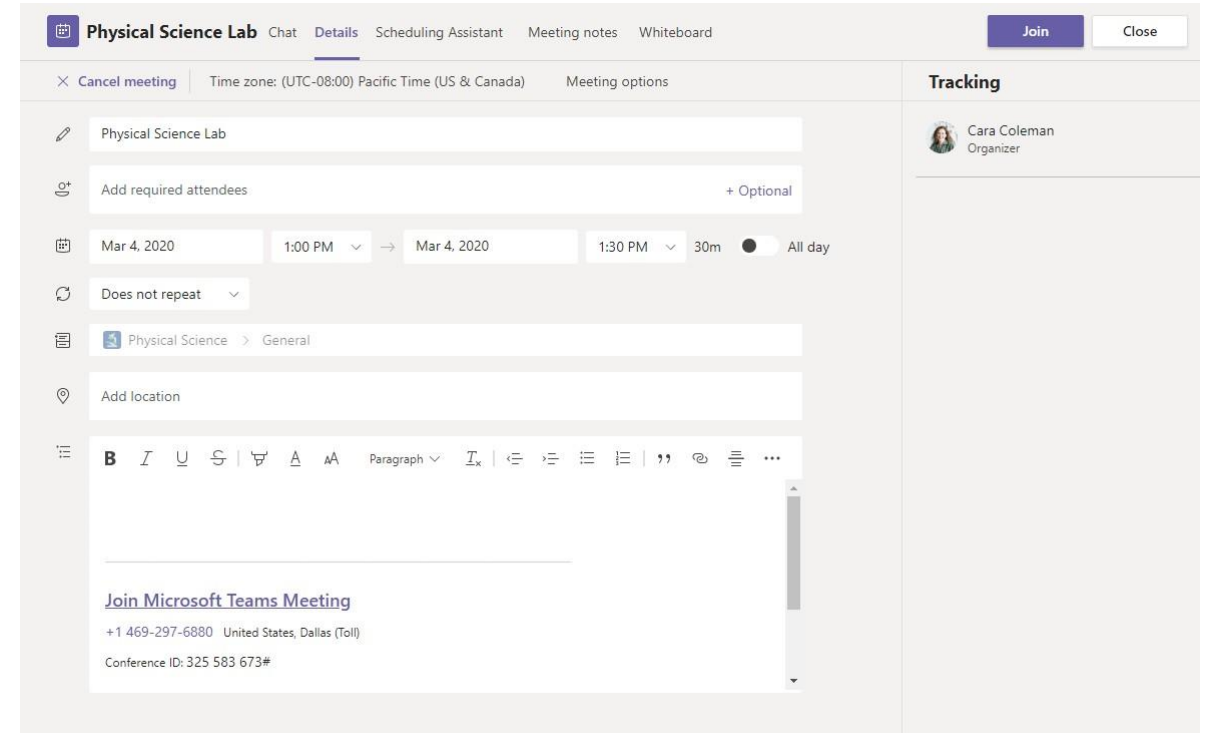 Physical Science Lab Chat Details Scheduling Assistant Meeting notes Whiteboard Join Close
Cancel meeting Time zone: (UTC-08:00) Pacific Time (US & Canada) Meeting options Tracking
Physical Science Lab
Cara Coleman
Organizer
Add required attendees + Optional
Mar 4, 2020 1:00 PM → Mar 4, 2020 1:30 PM 30m All day
Does not repeat
Physical Science > General
Add location
B I U S A AA Paragraph Tx
Join Microsoft Teams Meeting
+1 469-297-6880 United States, Dallas (Toll)
Conference ID: 325 583 673#